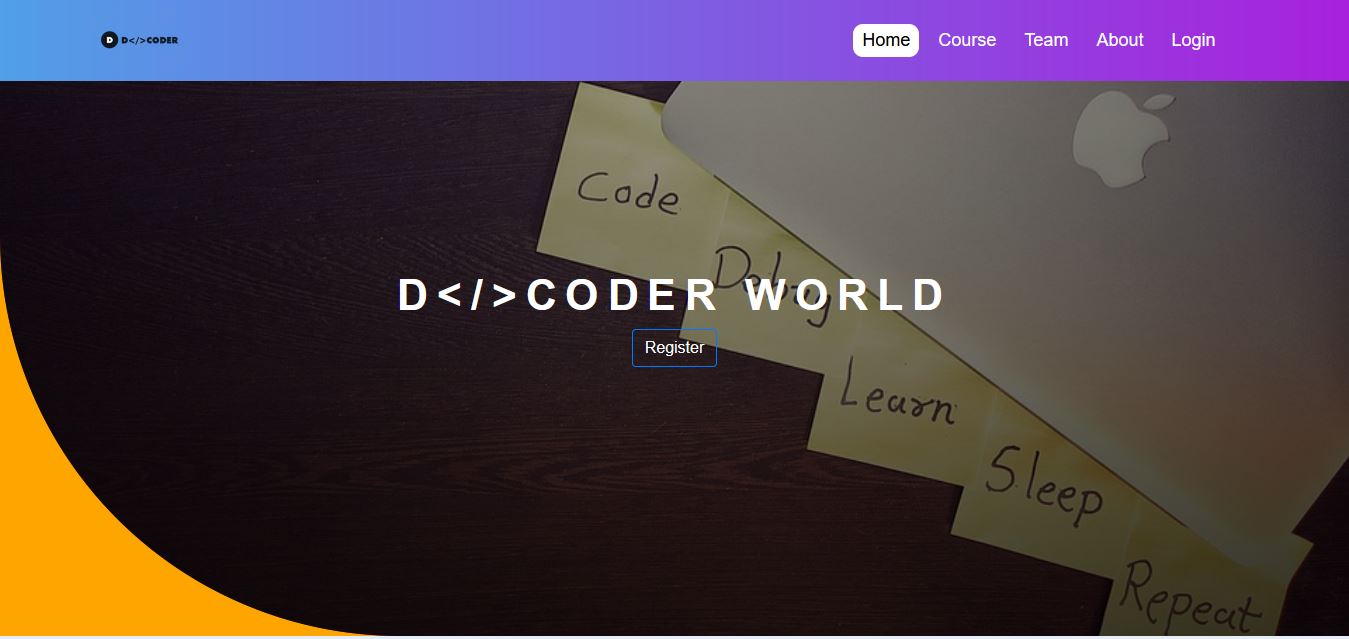 D D</>CODER
Home Course Team About Login
Code
Debug
D</>CODER WORLD
Register
Learn
Sleep
Repeat